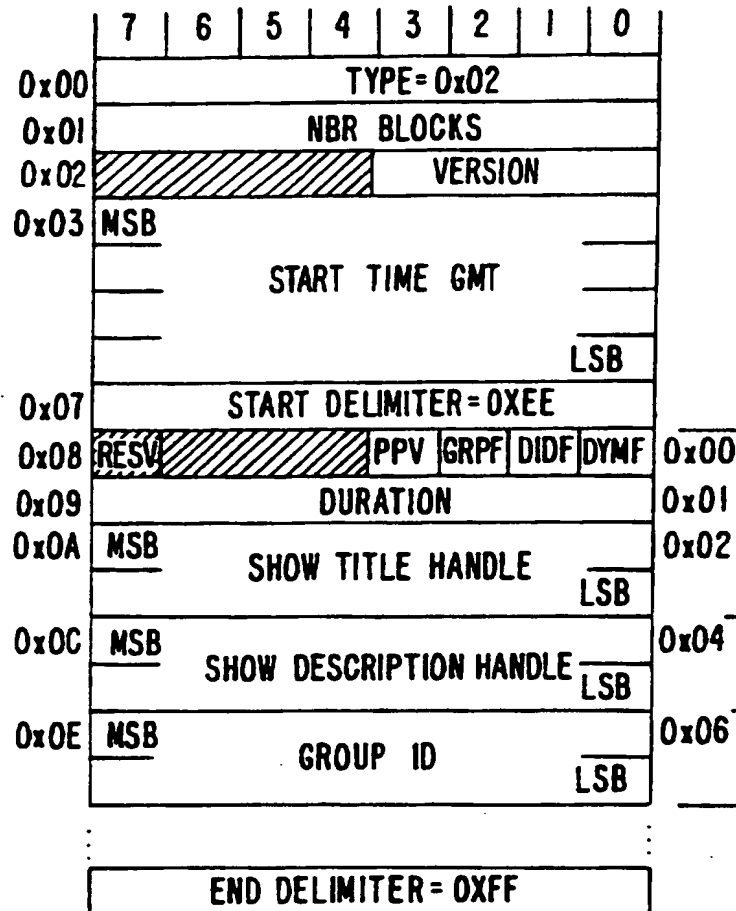 7 6 5 4 3 2 1 0
0x00 TYPE=0x02
0x01 NBR BLOCKS
0x02 VERSION
0x03 MSB
START TIME GMT
LSB
0x07 START DELIMITER=0XEE
0x08 RESV PPV GRPF DIDF DYMF 0x00
0x09 DURATION 0x01
0x0A MSB 0x02
SHOW TITLE HANDLE
LSB
0x0C MSB 0x04
SHOW DESCRIPTION HANDLE
LSB
0x0E MSB 0x06
GROUP ID
LSB
END DELIMITER=0XFF